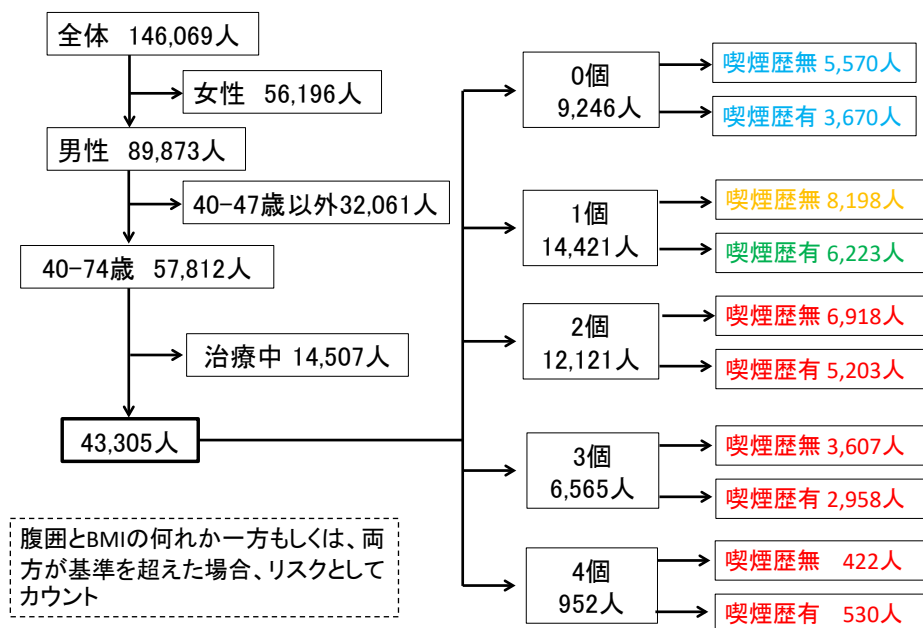 全体 146,069人
女性 56,196人
男性 89,873人
40-47歳以外32,061人
40-74歳 57,812人
治療中 14,507人
43,305人
腹囲とBMIの何れか一方もしくは、両
方が基準を超えた場合、リスクとして
カウント
0個
9,246人
喫煙歴無 5,570人
喫煙歴有 3,670人
1個
14,421人
喫煙歴無 8,198人
喫煙歴有 6,223人
2個
12,121人
喫煙歴無 6,918人
喫煙歴有 5,203人
3個
6,565人
喫煙歴無 3,607人
喫煙歴有 2,958人
4個
952人
喫煙歴無 422人
喫煙歴有 530人